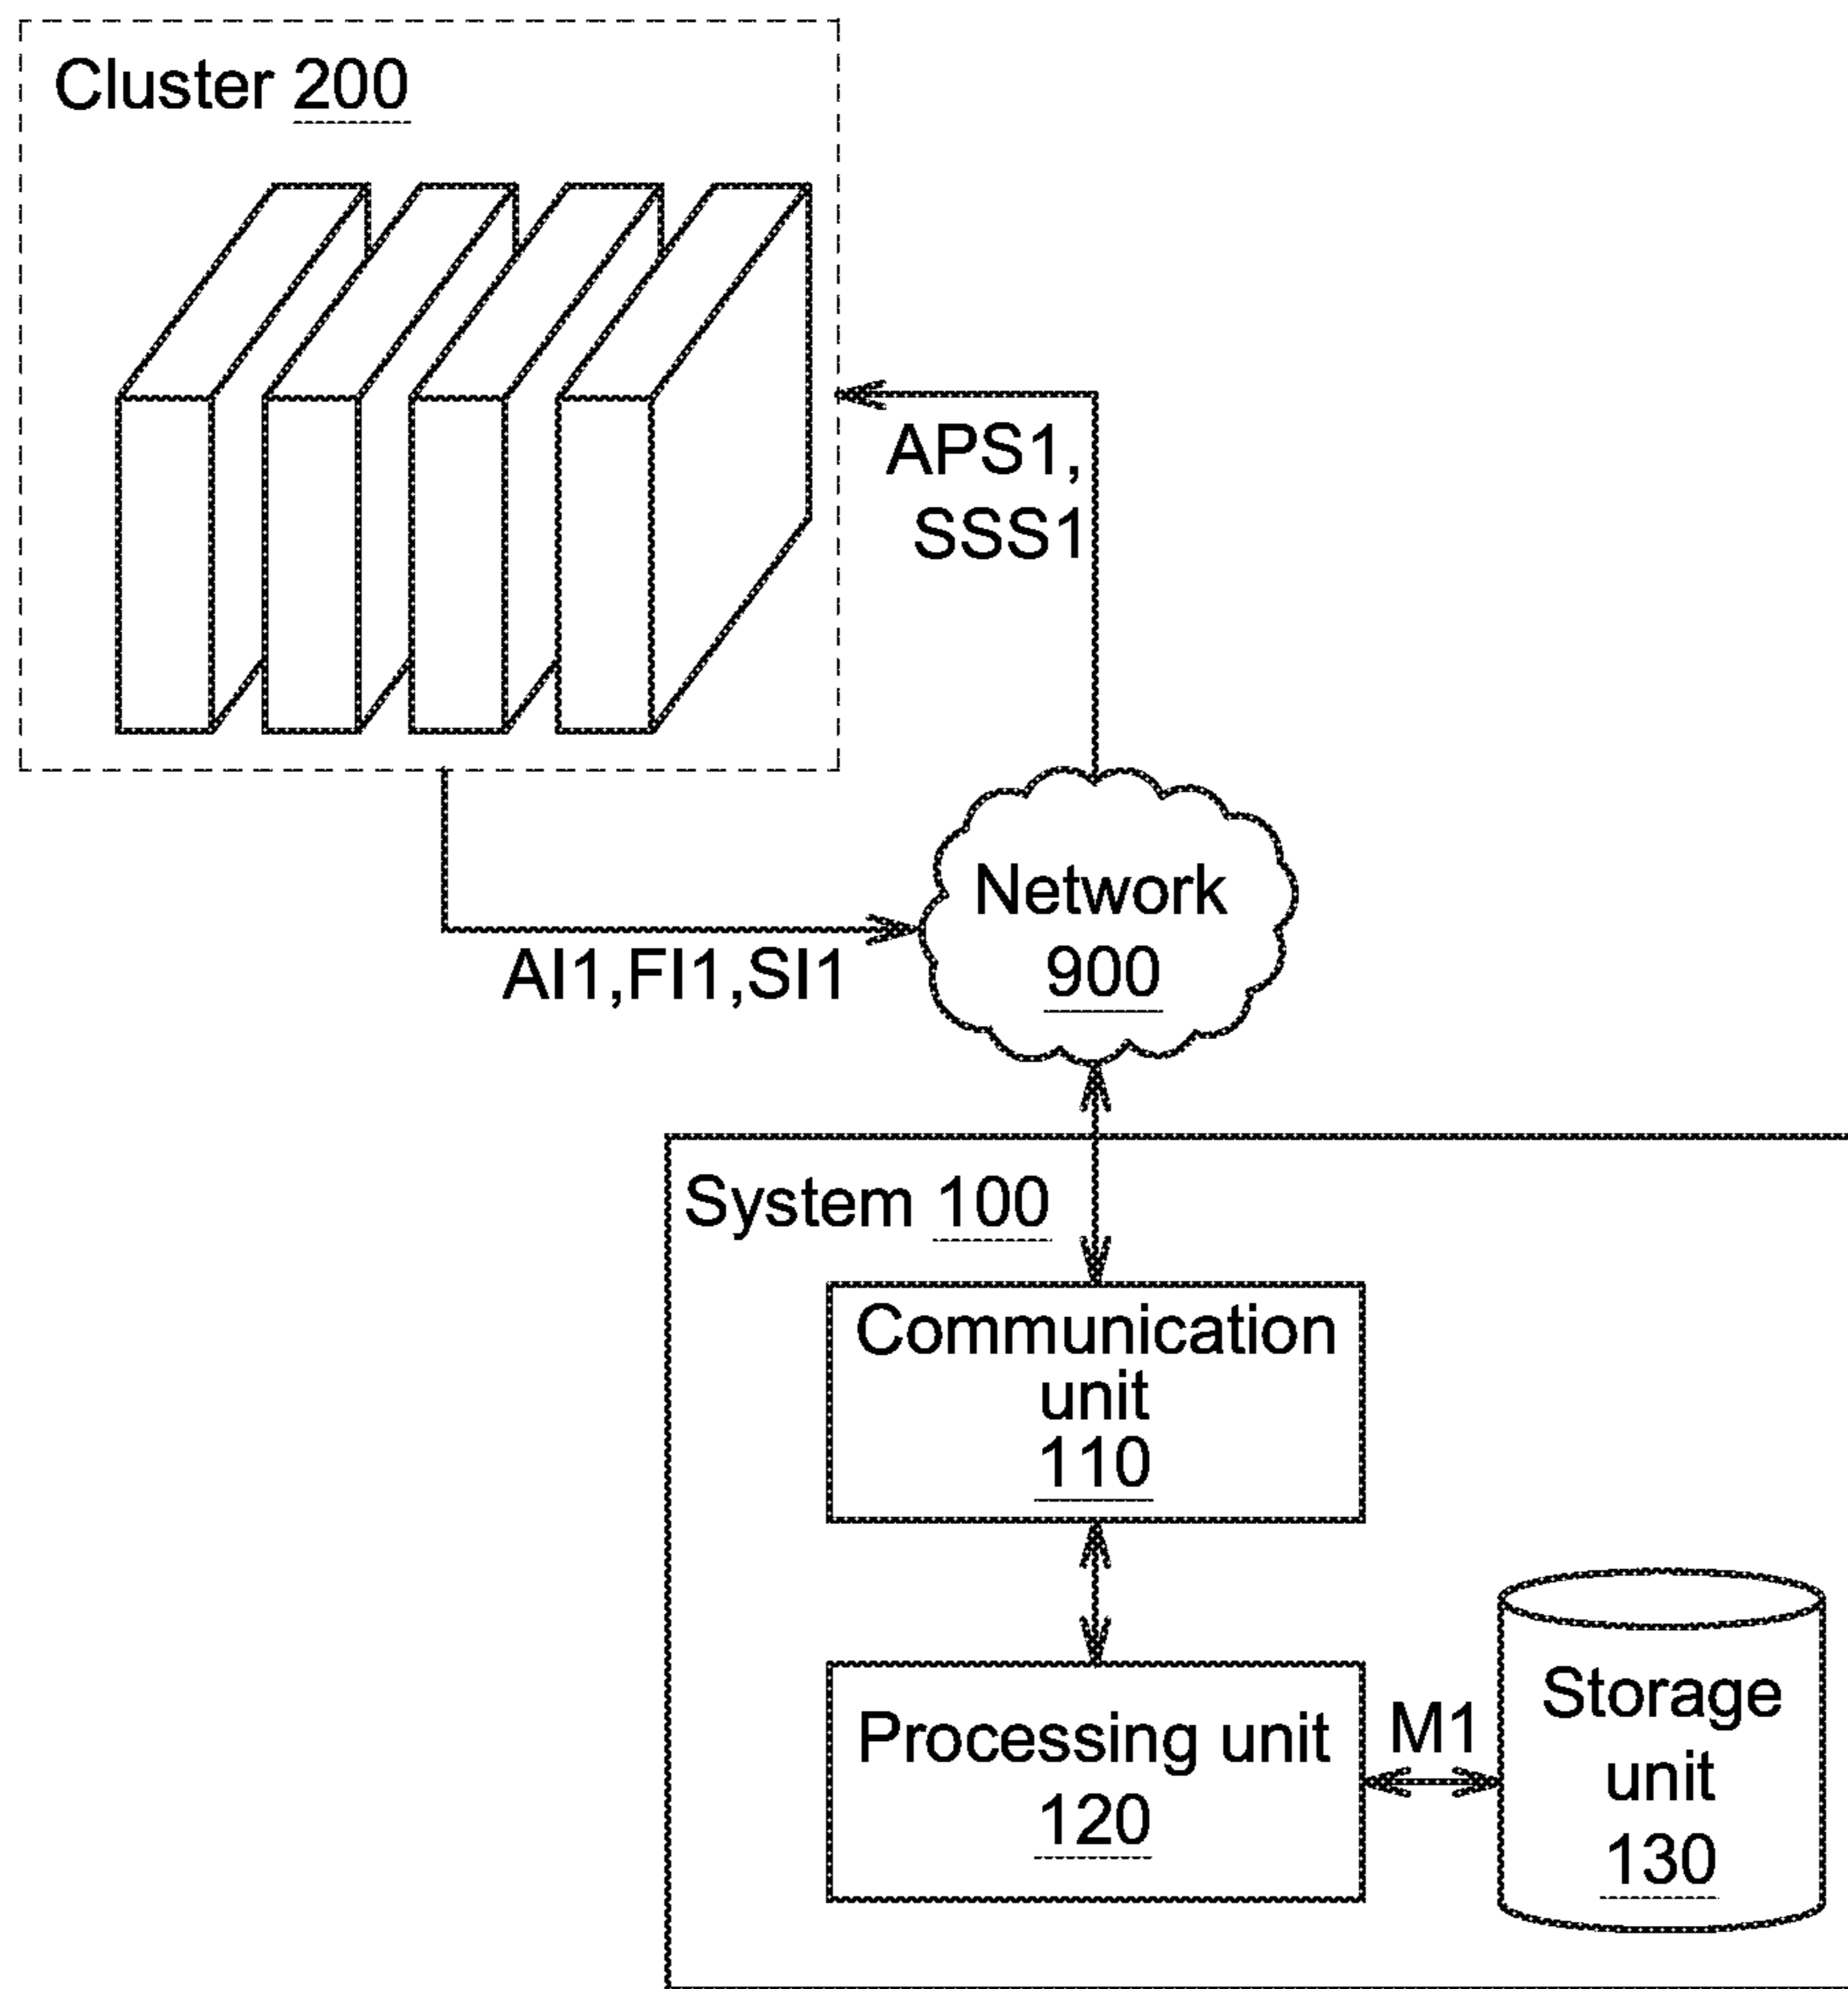 Cluster 200
APS1,
SSS1
Network
900
AI1,FI1,SI1
System 100
Communication
unit
110
Processing unit
120
M1
Storage
unit
130